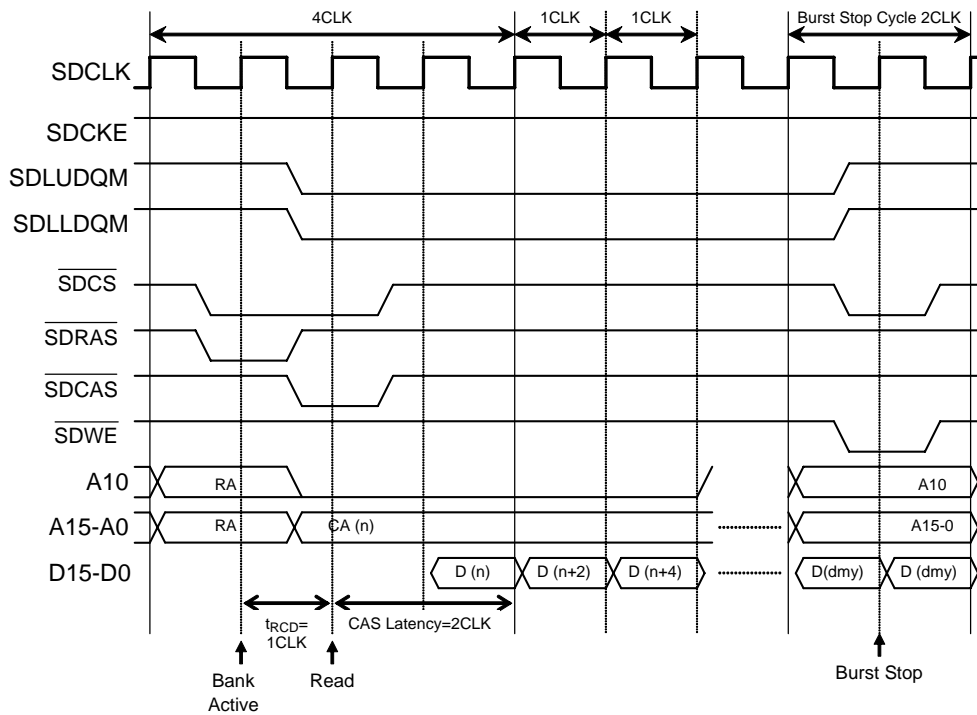 4CLK 1CLK 1CLK Burst Stop Cycle 2CLK
SDCLK
SDCKE
SDLUDQM
SDLLDQM
SDCS
SDRAS
SDCAS
SDWE
A10 RA A10
A15-A0 RA CA (n) A15-0
D15-D0 D (n) D (n+2) D (n+4) D(dmy) D (dmy)
tRCD= CAS Latency=2CLK
1CLK
Bank Read Burst Stop
Active